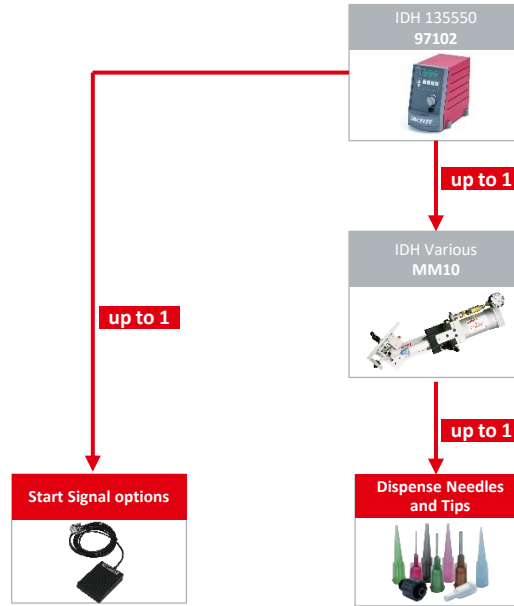 IDH 135550
97102
LOCTITE
up to 1
IDH Various
MM10
up to 1
up to 1
Start Signal options
Dispense Needles
and Tips